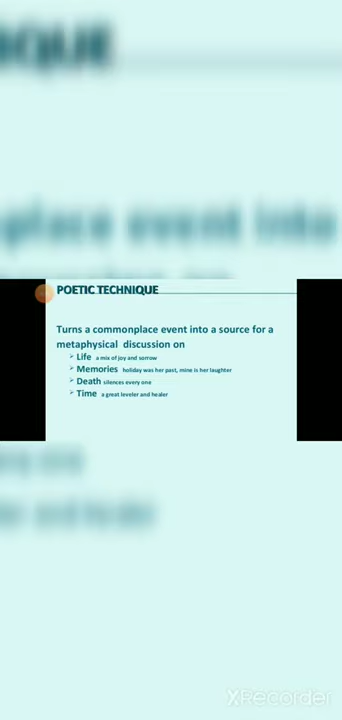 POETIC TECHNIQUE
Turns a commonplace event into a source for a
metaphysical discussion on
➢ Life a mix of joy and sorrow
➢ Memories holiday was her past, mine is her laughter
➢ Death silences every one
➢ Time a great leveler and healer
XRecorder